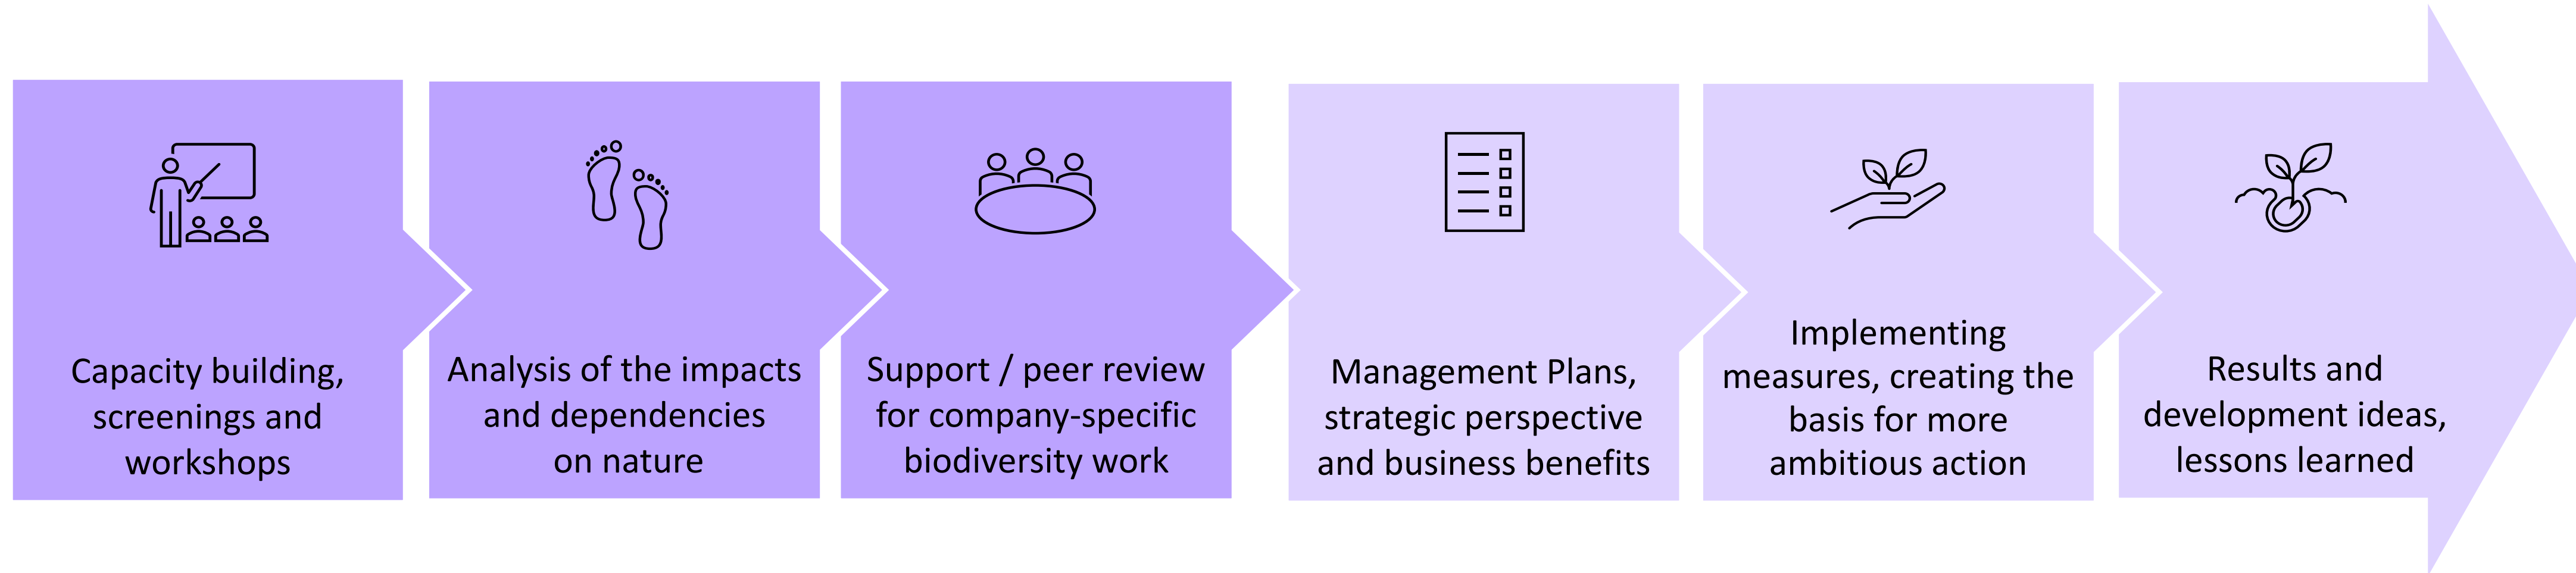 Capacity building,
screenings and
workshops
Analysis of the impacts
and dependencies
on nature
Support / peer review
for company-specific
biodiversity work
Management Plans,
strategic perspective
and business benefits
Implementing
measures, creating the
basis for more
ambitious action
Results and
development ideas,
lessons learned